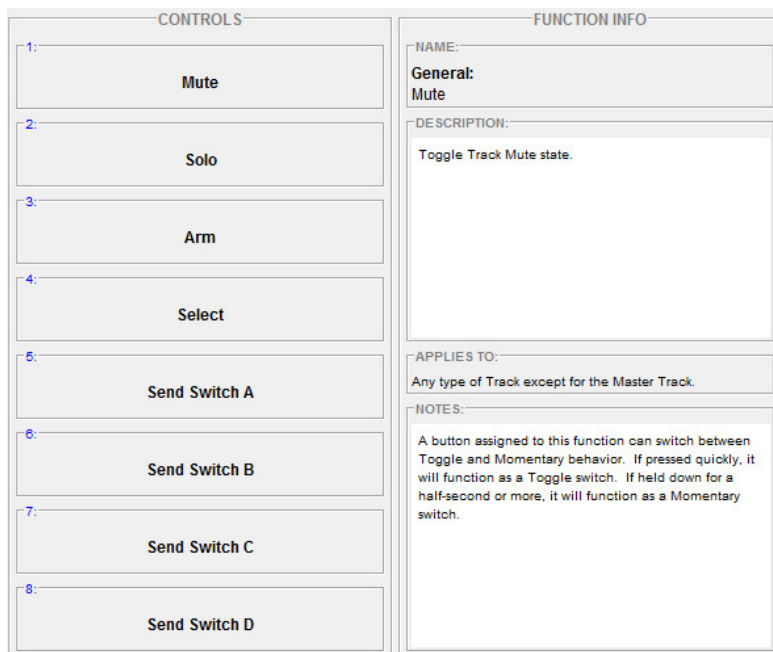 CONTROLS
1:
Mute
2:
Solo
3:
Arm
4:
Select
5:
Send Switch A
6:
Send Switch B
7:
Send Switch C
8:
Send Switch D
FUNCTION INFO
NAME:
General:
Mute
DESCRIPTION:
Toggle Track Mute state.
APPLIES TO:
Any type of Track except for the Master Track.
NOTES:
A button assigned to this function can switch between
Toggle and Momentary behavior. If pressed quickly, it
will function as a Toggle switch. If held down for a
half-second or more, it will function as a Momentary
switch.